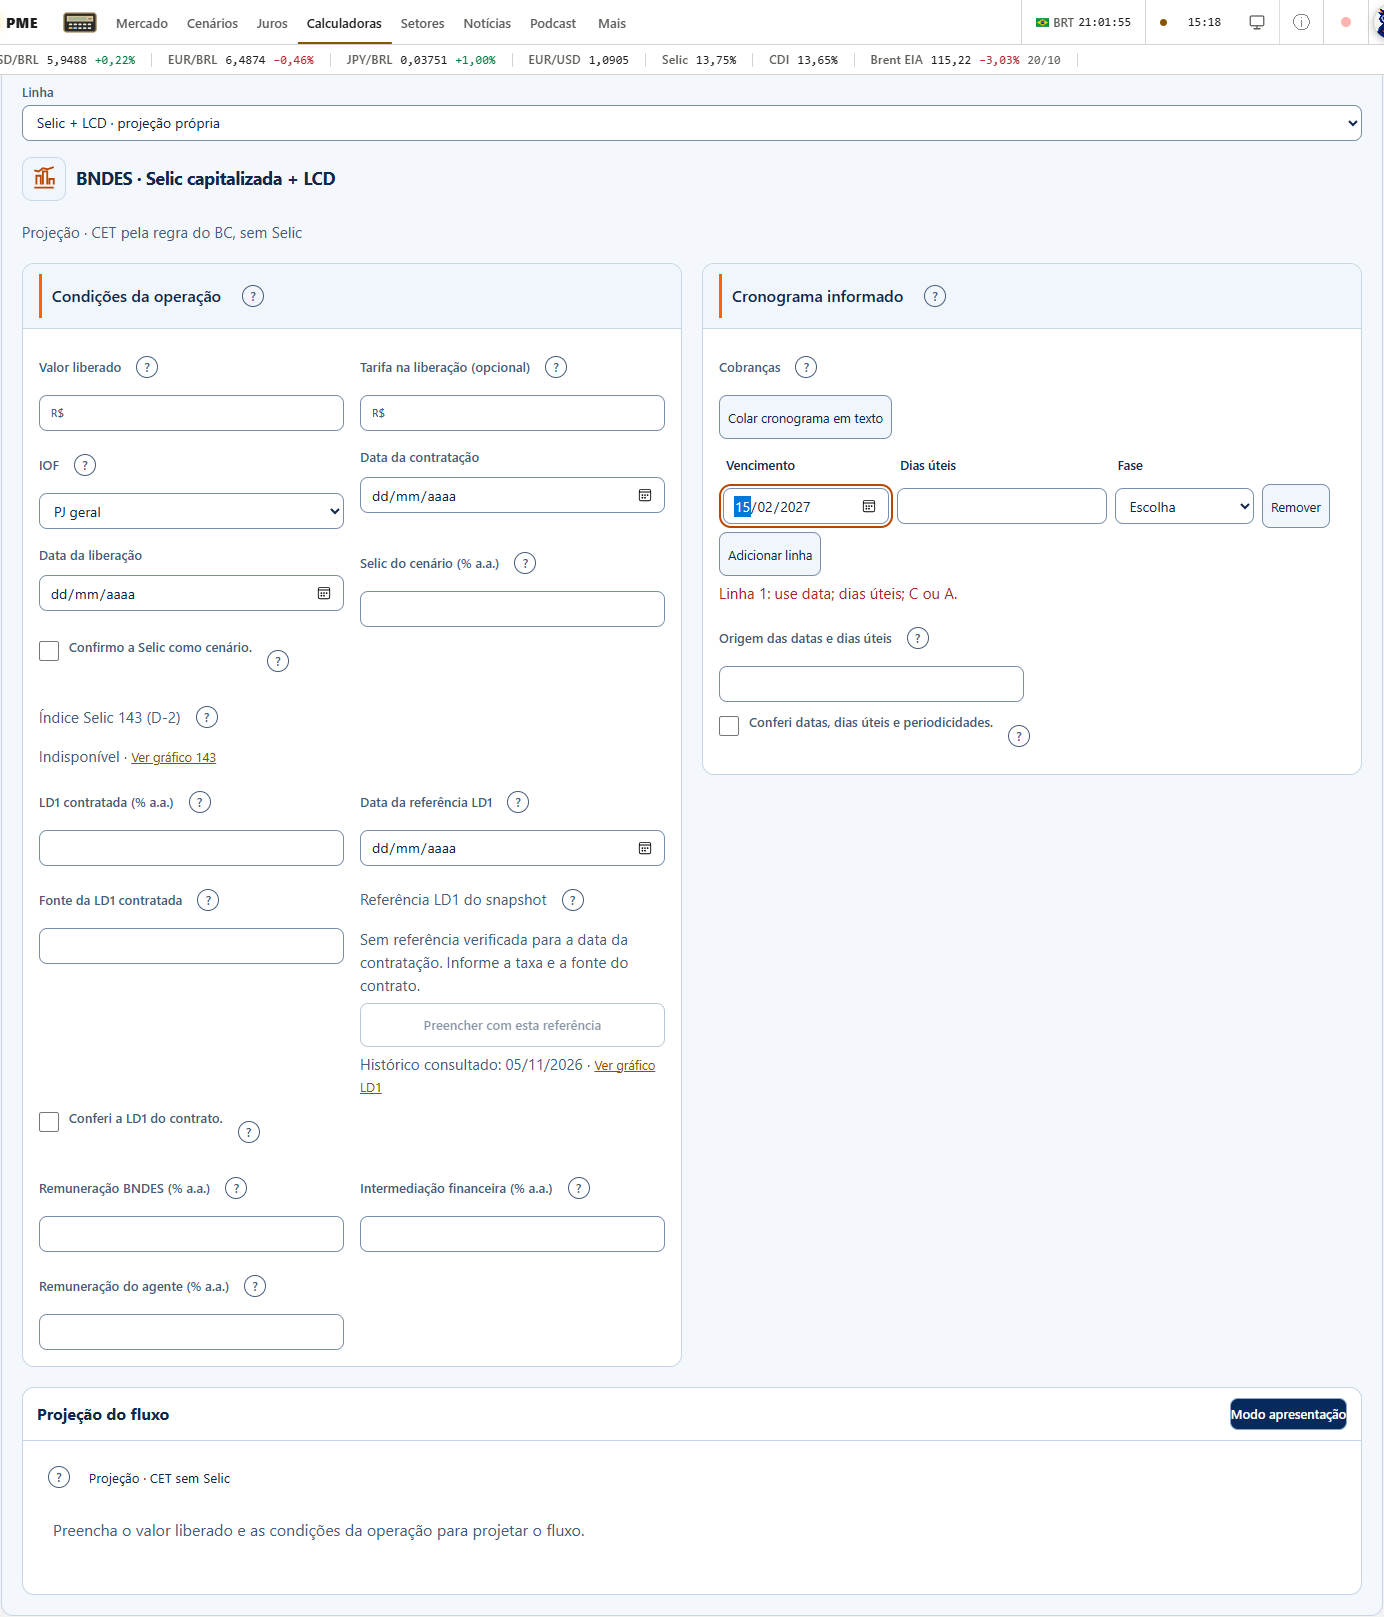 PME Mercado Cenários Juros Calculadoras Setores Notícias Podcast Mais BRT 21:01:55 15:18
SD/BRL 5,9488 +0,22% EUR/BRL 6,4874 −0,46% JPY/BRL 0,03751 +1,00% EUR/USD 1,0905 Selic 13,75% CDI 13,65% Brent EIA 115,22 −3,03% 20/10
Linha
Selic + LCD · projeção própria
BNDES · Selic capitalizada + LCD
Projeção · CET pela regra do BC, sem Selic
Condições da operação ?
Valor liberado ? Tarifa na liberação (opcional) ?
R$ R$
IOF ? Data da contratação
PJ geral dd/mm/aaaa
Data da liberação Selic do cenário (% a.a.) ?
dd/mm/aaaa
Confirmo a Selic como cenário. ?
Índice Selic 143 (D-2) ?
Indisponível · Ver gráfico 143
LD1 contratada (% a.a.) ? Data da referência LD1 ?
dd/mm/aaaa
Fonte da LD1 contratada ? Referência LD1 do snapshot ?
Sem referência verificada para a data da
contratação. Informe a taxa e a fonte do
contrato.
Preencher com esta referência
Histórico consultado: 05/11/2026 · Ver gráfico
LD1
Conferi a LD1 do contrato. ?
Remuneração BNDES (% a.a.) ? Intermediação financeira (% a.a.) ?
Remuneração do agente (% a.a.) ?
Cronograma informado ?
Cobranças ?
Colar cronograma em texto
Vencimento Dias úteis Fase
15/02/2027 Escolha Remover
Adicionar linha
Linha 1: use data; dias úteis; C ou A.
Origem das datas e dias úteis ?
Conferi datas, dias úteis e periodicidades. ?
Projeção do fluxo Modo apresentação
? Projeção · CET sem Selic
Preencha o valor liberado e as condições da operação para projetar o fluxo.